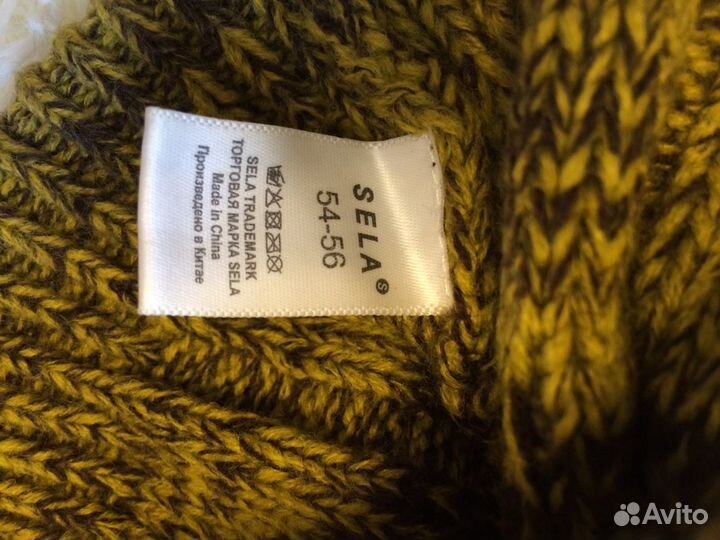 SELA®
54-56
SELA TRADEMARK
ТОРГОВАЯ МАРКА SELA
Made in China
Произведено в Китае
Avito